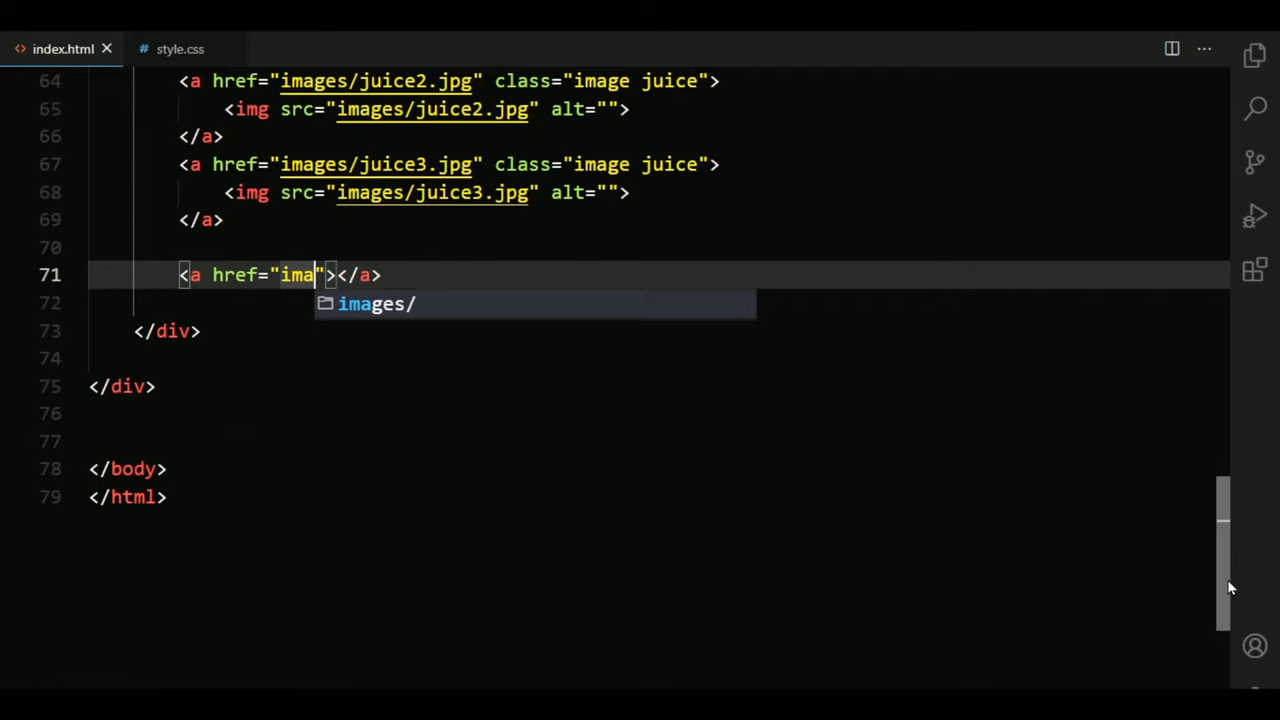 index.html
style.css
64 <a href="images/juice2.jpg" class="image juice">
65 <img src="images/juice2.jpg" alt="">
66 </a>
67 <a href="images/juice3.jpg" class="image juice">
68 <img src="images/juice3.jpg" alt="">
69 </a>
70
71 <a href="ima"></a>
images/
72
73 </div>
74
75 </div>
76
77
78 </body>
79 </html>